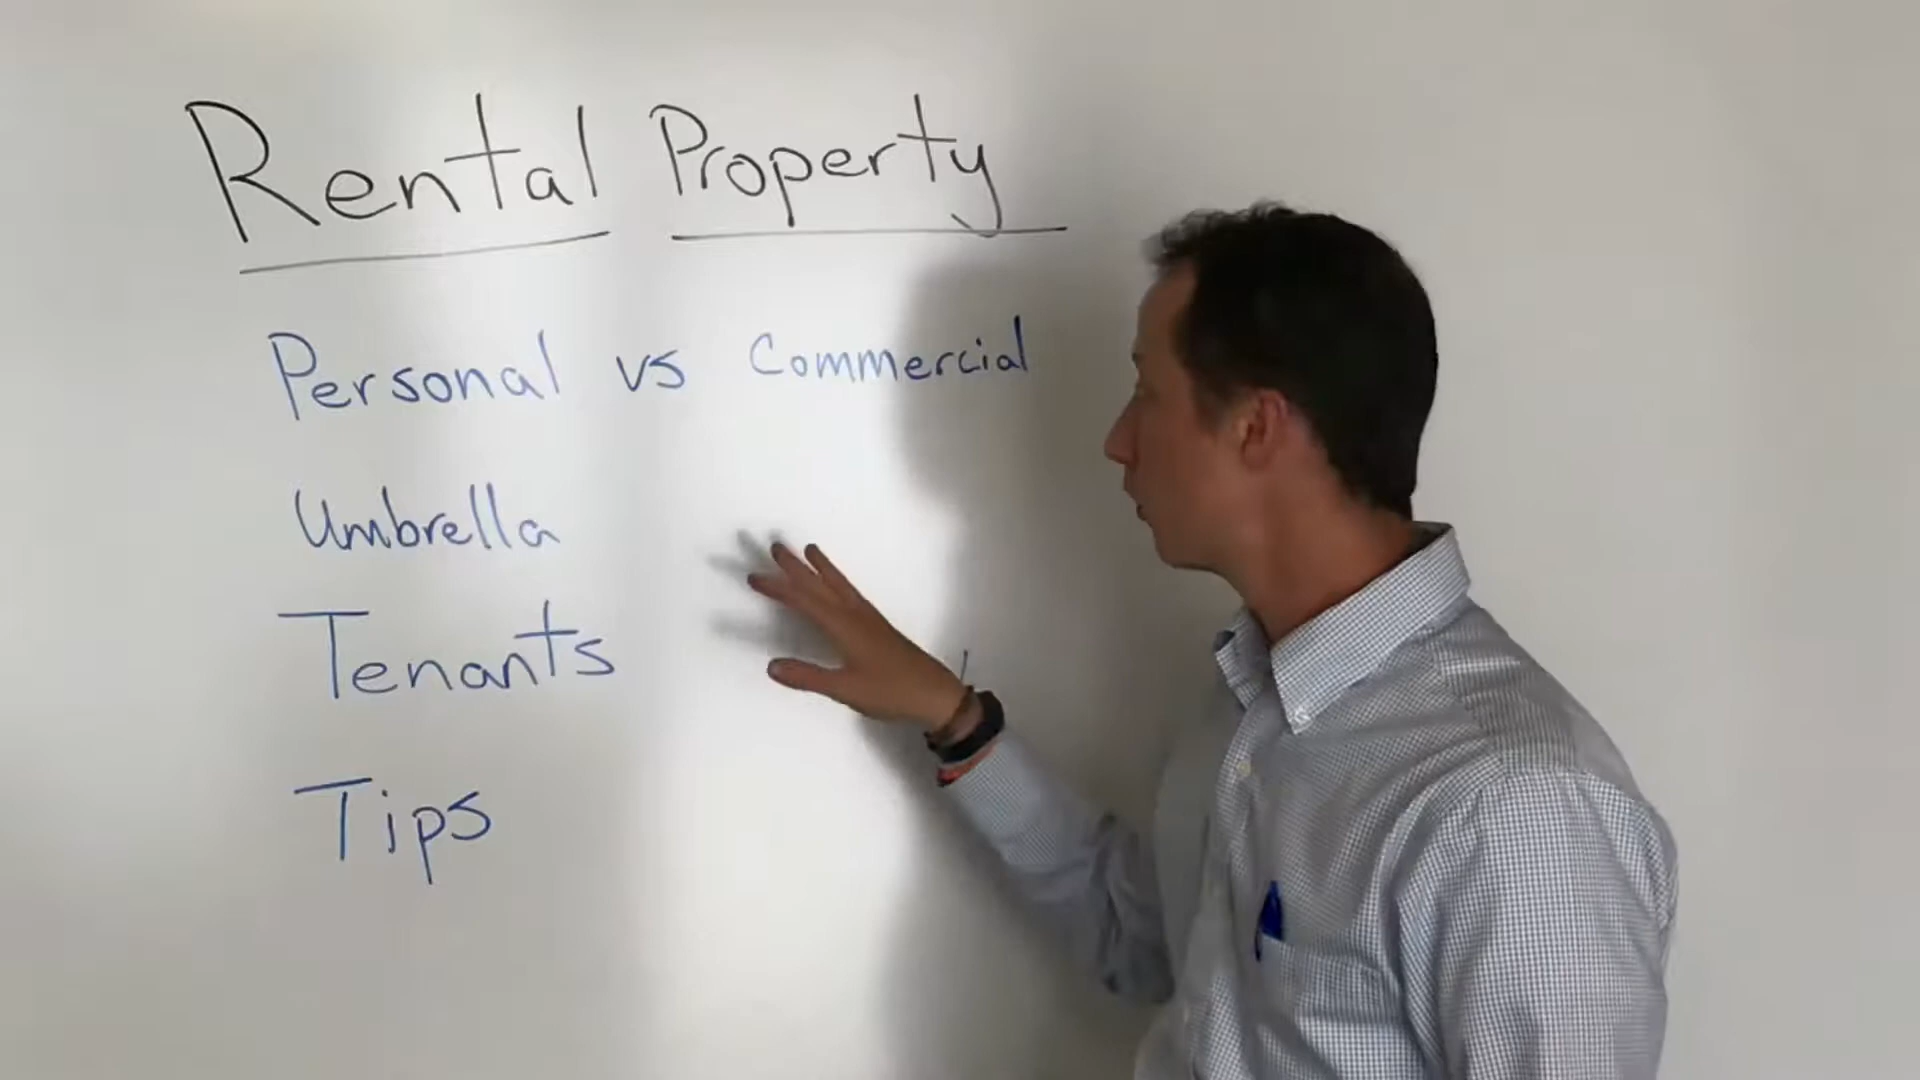 Rental Property
Personal vs Commercial
Umbrella
Tenants
Tips